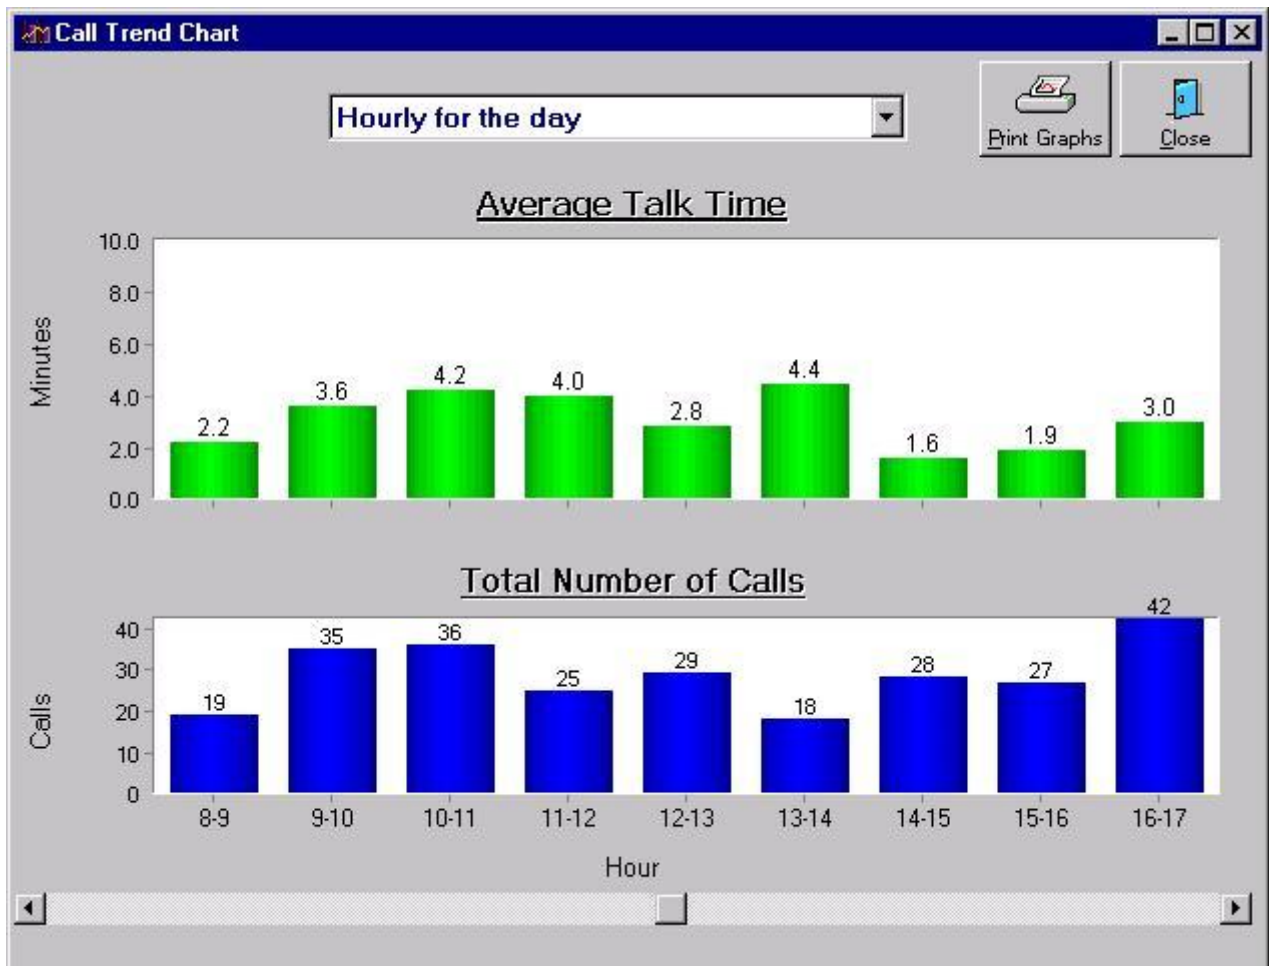 Call Trend Chart
Hourly for the day
Print Graphs
Close
Average Talk Time
Minutes
10.0
8.0
6.0
4.0
2.0
0.0
2.2
3.6
4.2
4.0
2.8
4.4
1.6
1.9
3.0
Total Number of Calls
Calls
40
30
20
10
0
19
35
36
25
29
18
28
27
42
8-9 9-10 10-11 11-12 12-13 13-14 14-15 15-16 16-17
Hour